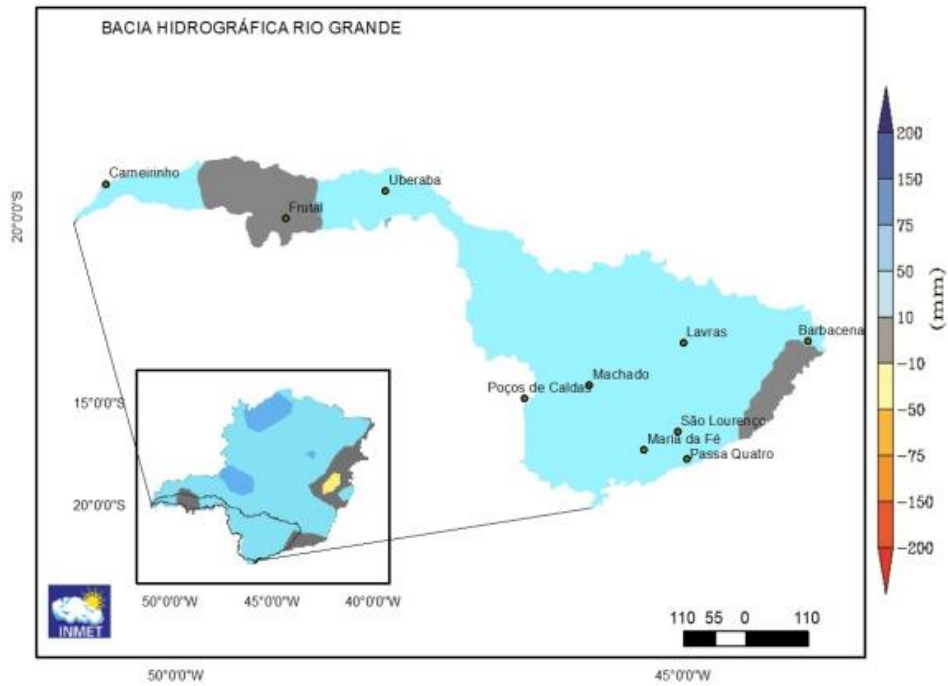 BACIA HIDROGRÁFICA RIO GRANDE
Carneirinho
Uberaba
Frutal
Lavras
Barbacena
Machado
Poços de Caldas
São Lourenço
Maria da Fé
Passa Quatro
20°0'0"S
15°0'0"S
20°0'0"S
50°0'0"W 45°0'0"W 40°0'0"W
INMET
110 55 0 110
50°0'0"W 45°0'0"W
200
150
75
50
10
-10
-50
-75
-150
-200
(mm)